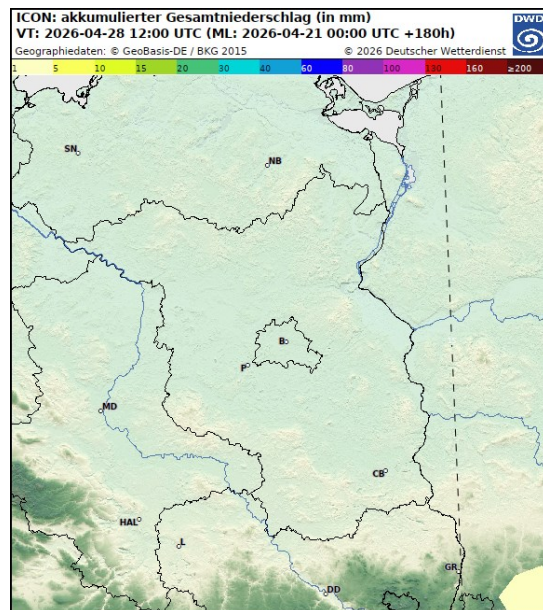 ICON: akkumulierter Gesamtniederschlag (in mm)
VT: 2026-04-28 12:00 UTC (ML: 2026-04-21 00:00 UTC +180h)
Geographiedaten: © GeoBasis-DE / BKG 2015 © 2026 Deutscher Wetterdienst
DWD
1 5 10 15 20 30 40 60 80 100 130 160 ≥200
SN
NB
B
P
MD
CB
HAL
L
GR
DD